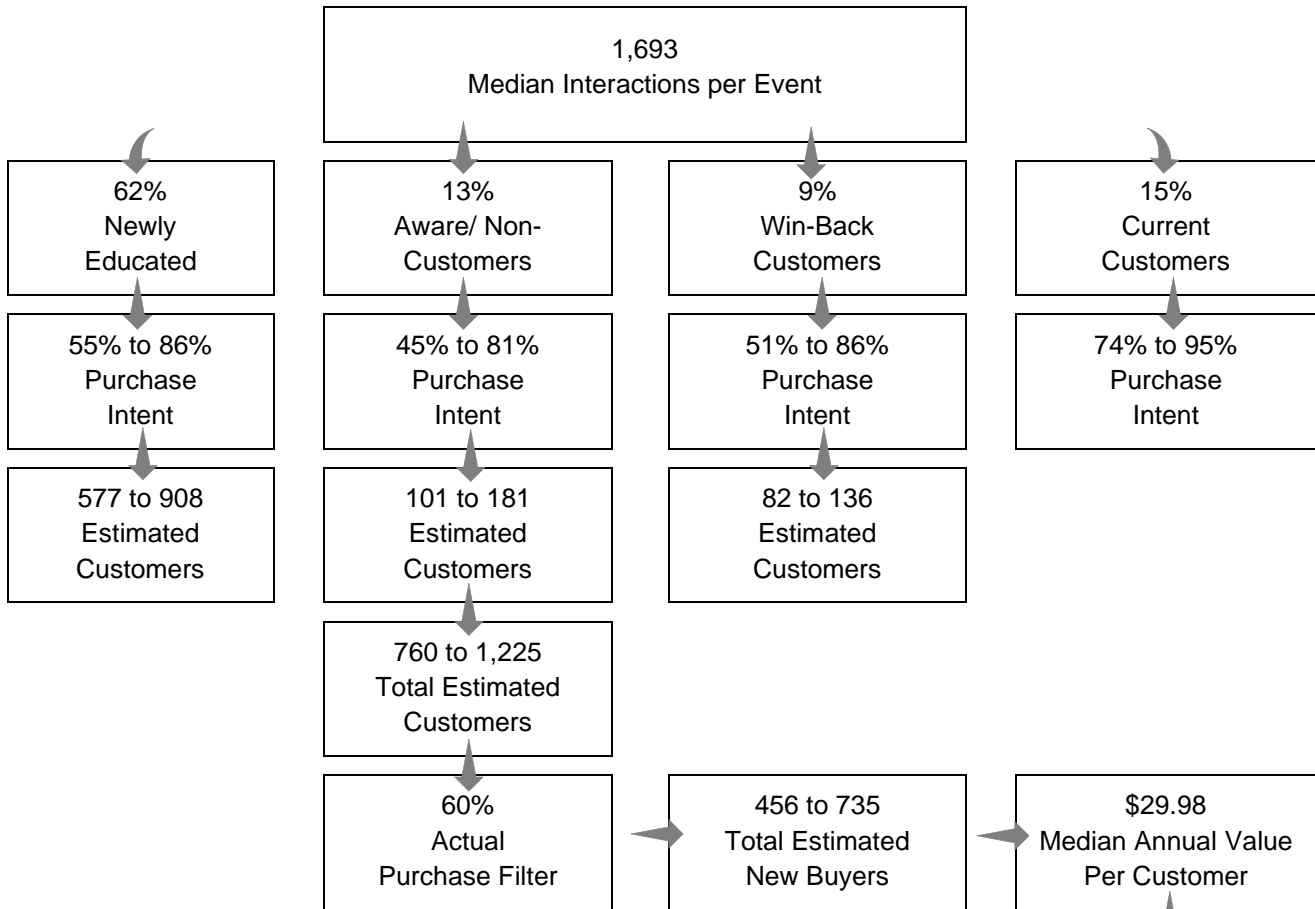 1,693
Median Interactions per Event
62%
Newly
Educated
13%
Aware/ Non-
Customers
9%
Win-Back
Customers
15%
Current
Customers
55% to 86%
Purchase
Intent
45% to 81%
Purchase
Intent
51% to 86%
Purchase
Intent
74% to 95%
Purchase
Intent
577 to 908
Estimated
Customers
101 to 181
Estimated
Customers
82 to 136
Estimated
Customers
760 to 1,225
Total Estimated
Customers
60%
Actual
Purchase Filter
456 to 735
Total Estimated
New Buyers
$29.98
Median Annual Value
Per Customer